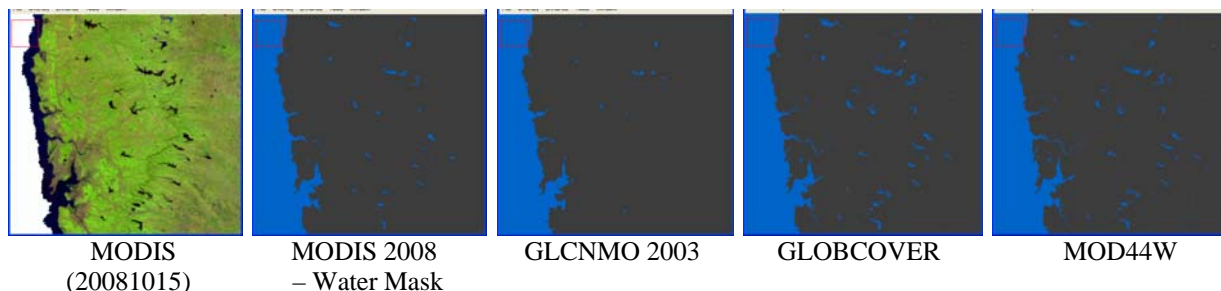 MODIS
(20081015)
MODIS 2008
– Water Mask
GLCNMO 2003
GLOBCOVER
MOD44W